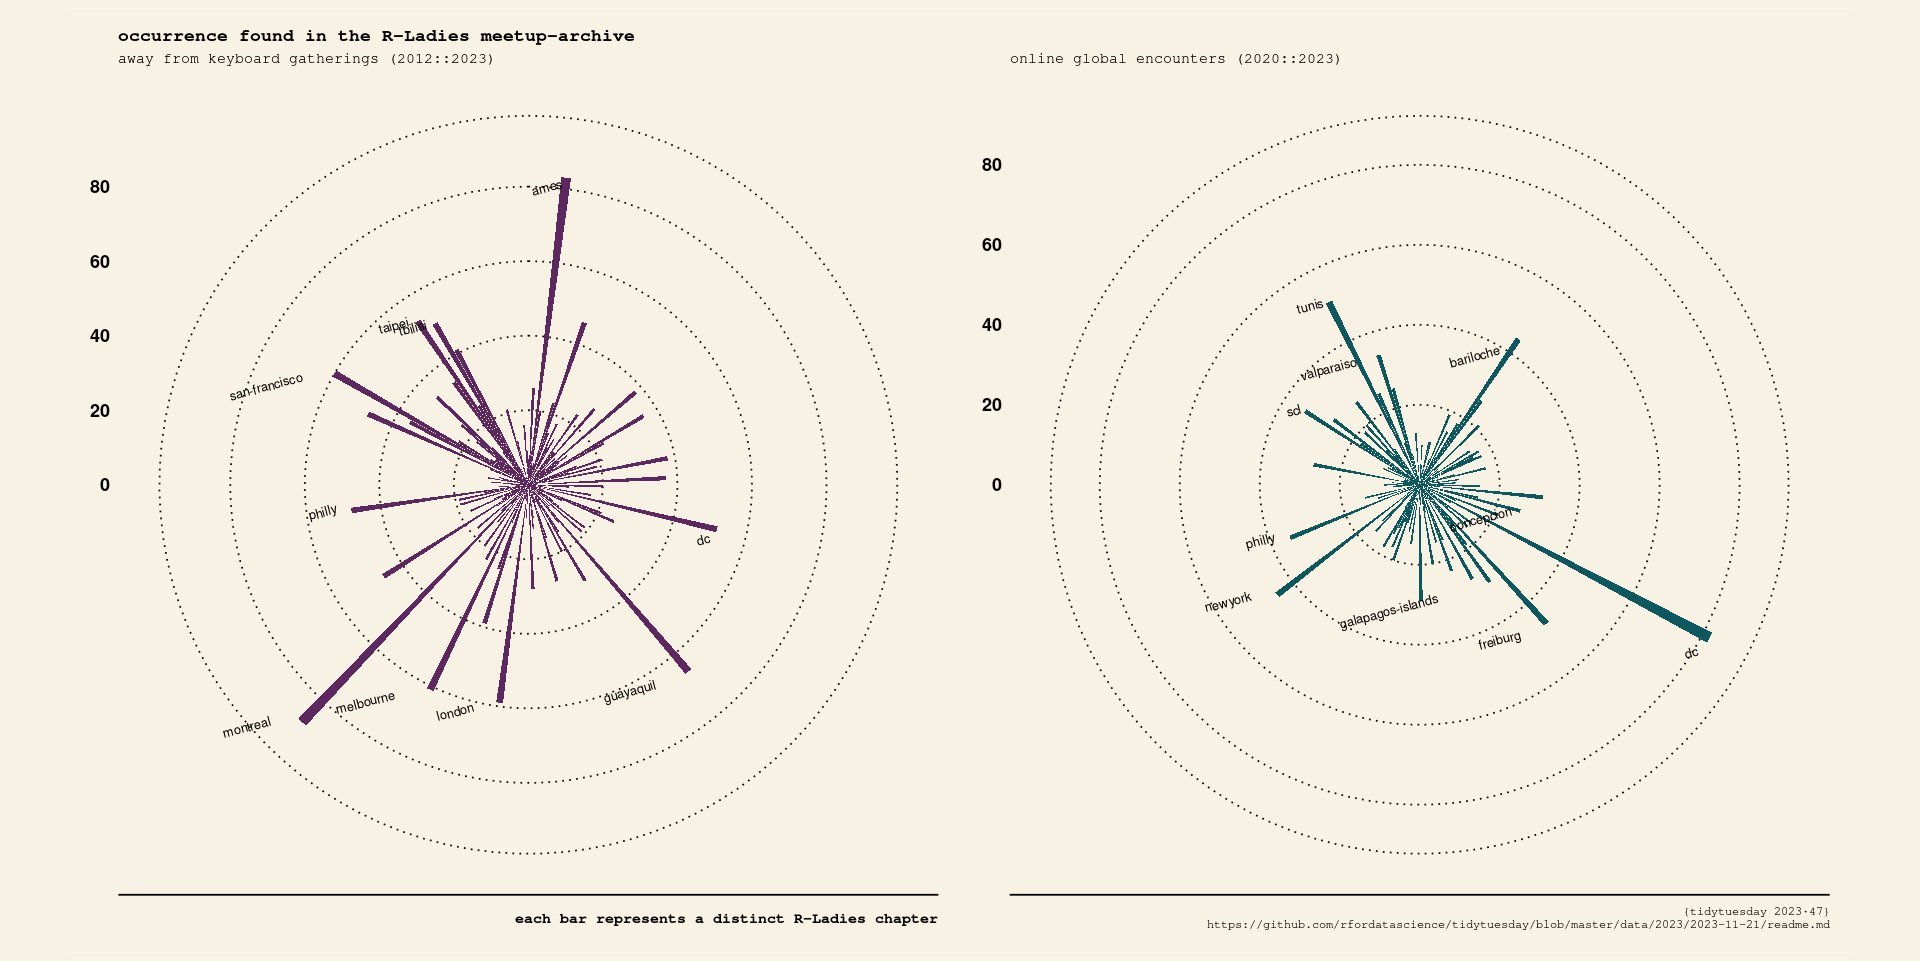 occurrence found in the R-Ladies meetup-archive
away from keyboard gatherings (2012::2023)
80
60
40
20
0
ames
taipei
tbilisi
san-francisco
philly
dc
guayaquil
melbourne
london
montreal
each bar represents a distinct R-Ladies chapter
online global encounters (2020::2023)
80
60
40
20
0
tunis
bariloche
valparaiso
scl
concepcion
philly
newyork
galapagos-islands
freiburg
dc
{tidytuesday 2023·47}
https://github.com/rfordatascience/tidytuesday/blob/master/data/2023/2023-11-21/readme.md